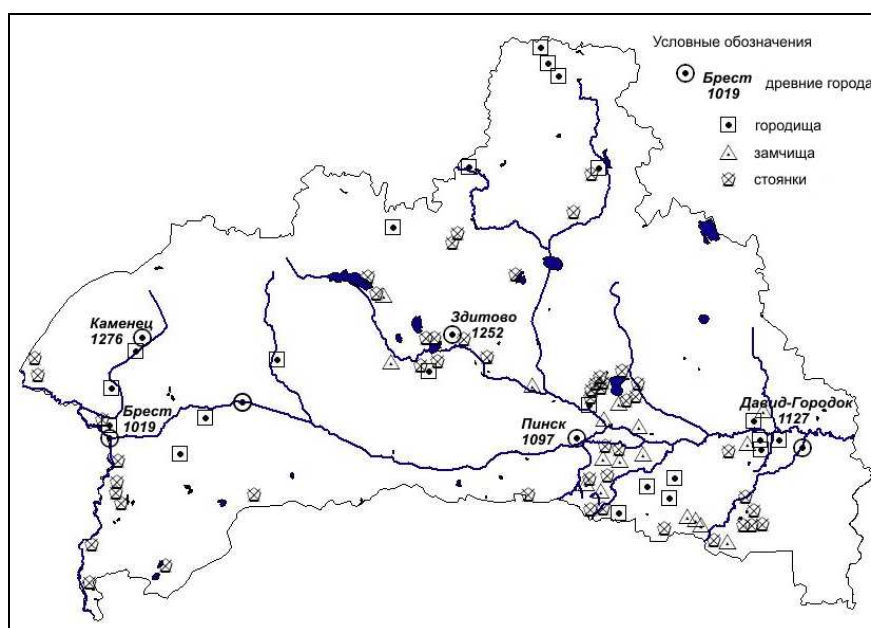 Условные обозначения
Брест
1019
древние города
городища
замчища
стоянки
Каменец
1276
Здитово
1252
Брест
1019
Пинск
1097
Давид-Городок
1127